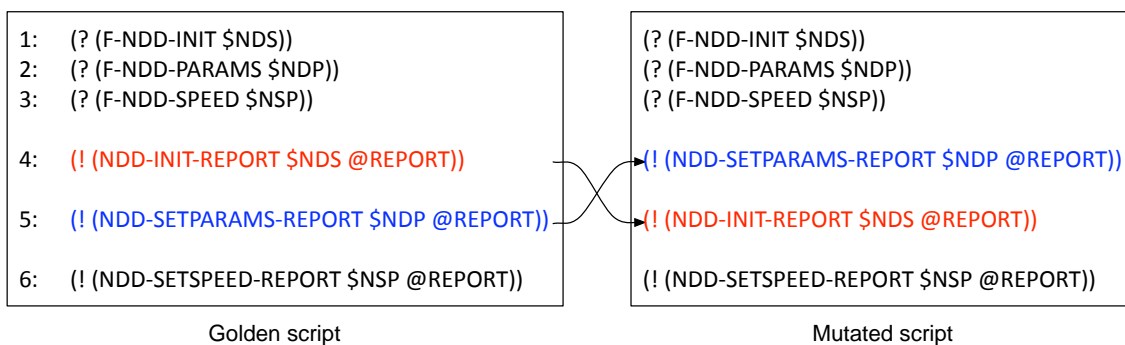 1: (? (F-NDD-INIT $NDS))
2: (? (F-NDD-PARAMS $NDP))
3: (? (F-NDD-SPEED $NSP))
4: (! (NDD-INIT-REPORT $NDS @REPORT))
5: (! (NDD-SETPARAMS-REPORT $NDP @REPORT))
6: (! (NDD-SETSPEED-REPORT $NSP @REPORT))
Golden script
(? (F-NDD-INIT $NDS))
(? (F-NDD-PARAMS $NDP))
(? (F-NDD-SPEED $NSP))
(! (NDD-SETPARAMS-REPORT $NDP @REPORT))
(! (NDD-INIT-REPORT $NDS @REPORT))
(! (NDD-SETSPEED-REPORT $NSP @REPORT))
Mutated script